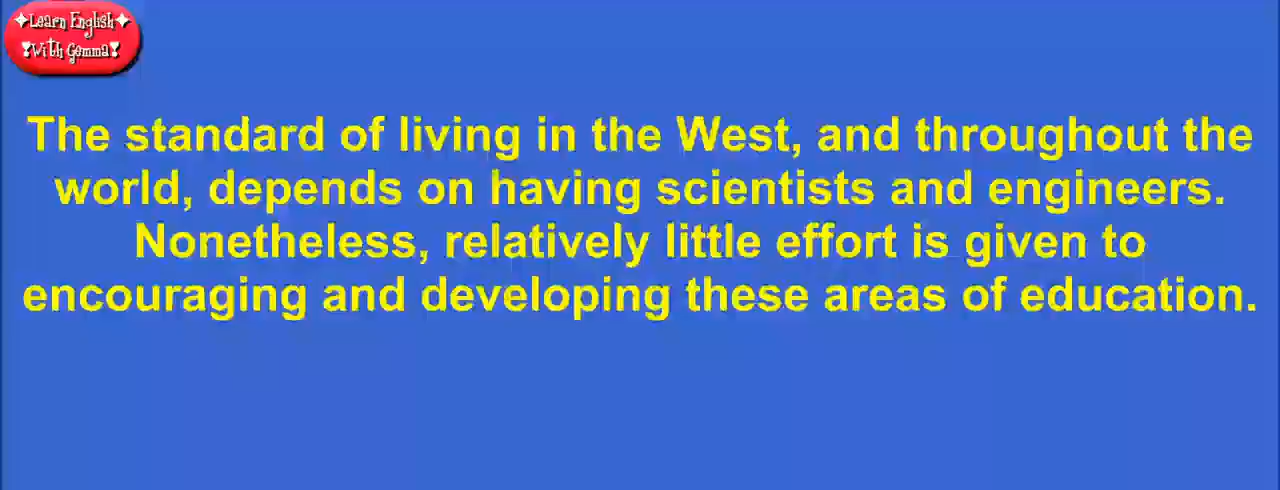 ✦Learn English✦
❣With Gemma❣
The standard of living in the West, and throughout the
world, depends on having scientists and engineers.
Nonetheless, relatively little effort is given to
encouraging and developing these areas of education.